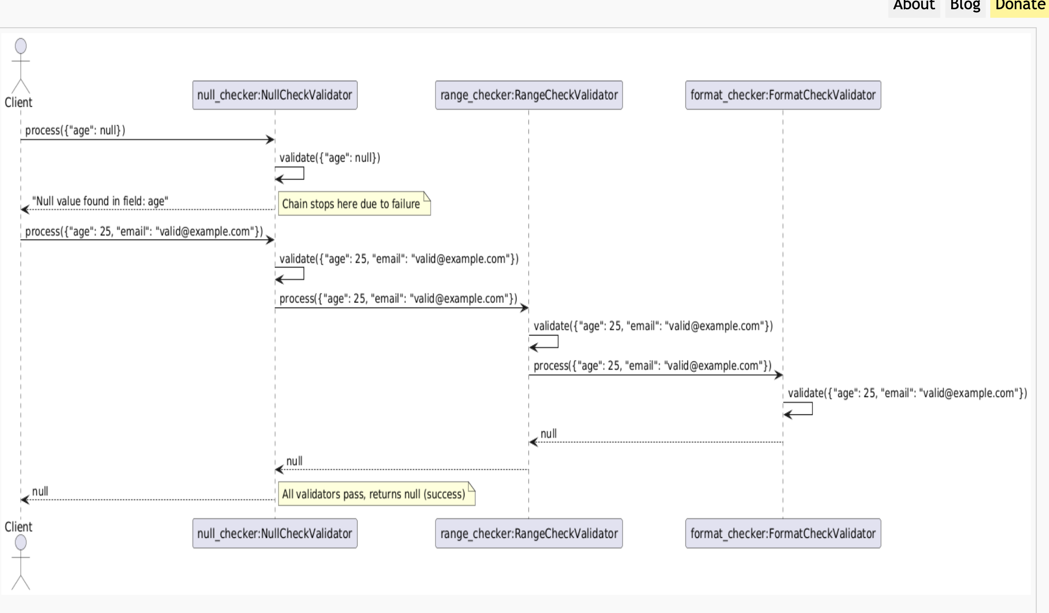 About Blog Donate
Client
null_checker:NullCheckValidator
range_checker:RangeCheckValidator
format_checker:FormatCheckValidator
process({"age": null})
validate({"age": null})
"Null value found in field: age"
Chain stops here due to failure
process({"age": 25, "email": "valid@example.com"})
validate({"age": 25, "email": "valid@example.com"})
process({"age": 25, "email": "valid@example.com"})
validate({"age": 25, "email": "valid@example.com"})
process({"age": 25, "email": "valid@example.com"})
validate({"age": 25, "email": "valid@example.com"})
null
null
null
All validators pass, returns null (success)
Client
null_checker:NullCheckValidator
range_checker:RangeCheckValidator
format_checker:FormatCheckValidator